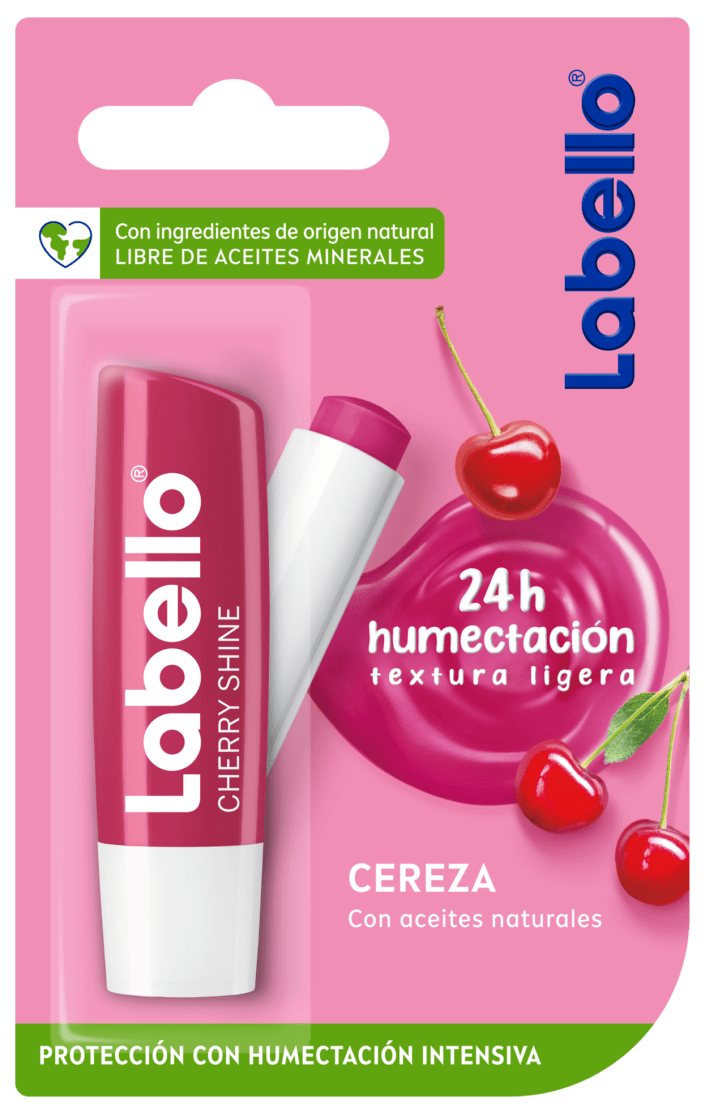 Labello®
Con ingredientes de origen natural
LIBRE DE ACEITES MINERALES
Labello®
CHERRY SHINE
24h
humectación
textura ligera
CEREZA
Con aceites naturales
PROTECCIÓN CON HUMECTACIÓN INTENSIVA